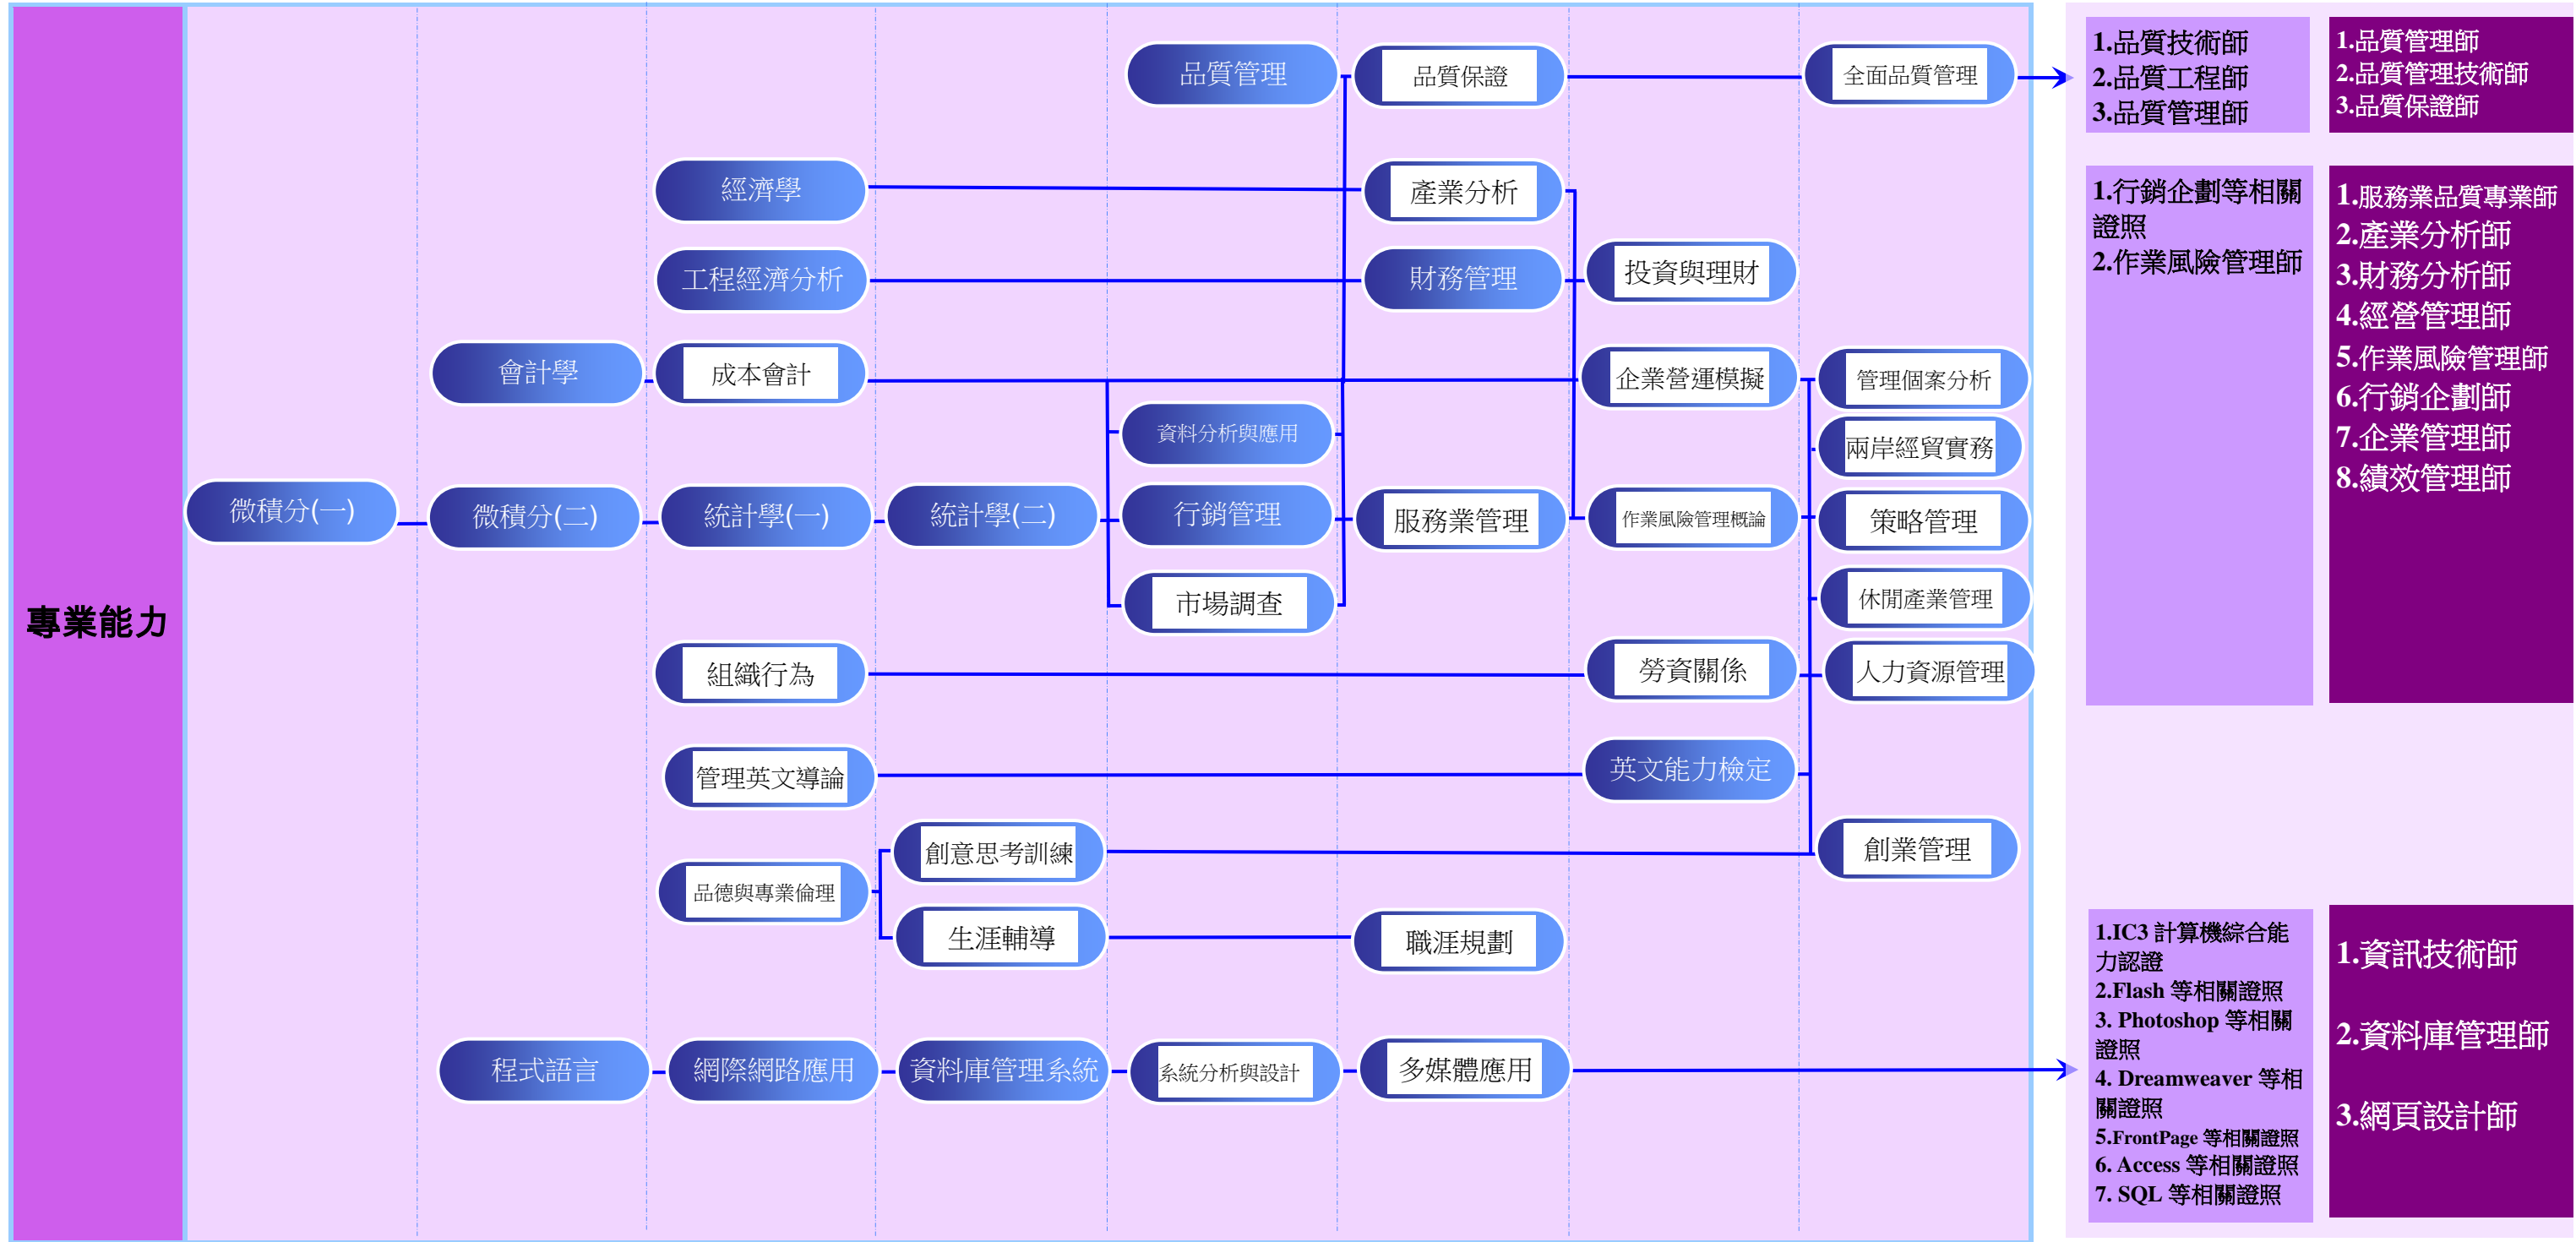 專業能力
品質管理
品質保證
全面品質管理
經濟學
產業分析
工程經濟分析
財務管理
投資與理財
會計學
成本會計
企業營運模擬
管理個案分析
資料分析與應用
兩岸經貿實務
微積分(一)
微積分(二)
統計學(一)
統計學(二)
行銷管理
服務業管理
作業風險管理概論
策略管理
市場調查
休閒產業管理
組織行為
勞資關係
人力資源管理
管理英文導論
英文能力檢定
創意思考訓練
創業管理
品德與專業倫理
生涯輔導
職涯規劃
程式語言
網際網路應用
資料庫管理系統
系統分析與設計
多媒體應用
1.品質技術師
2.品質工程師
3.品質管理師
1.品質管理師
2.品質管理技術師
3.品質保證師
1.行銷企劃等相關
證照
2.作業風險管理師
1.服務業品質專業師
2.產業分析師
3.財務分析師
4.經營管理師
5.作業風險管理師
6.行銷企劃師
7.企業管理師
8.績效管理師
1.IC3 計算機綜合能
力認證
2.Flash 等相關證照
3. Photoshop 等相關
證照
4. Dreamweaver 等相
關證照
5.FrontPage 等相關證照
6. Access 等相關證照
7. SQL 等相關證照
1.資訊技術師
2.資料庫管理師
3.網頁設計師